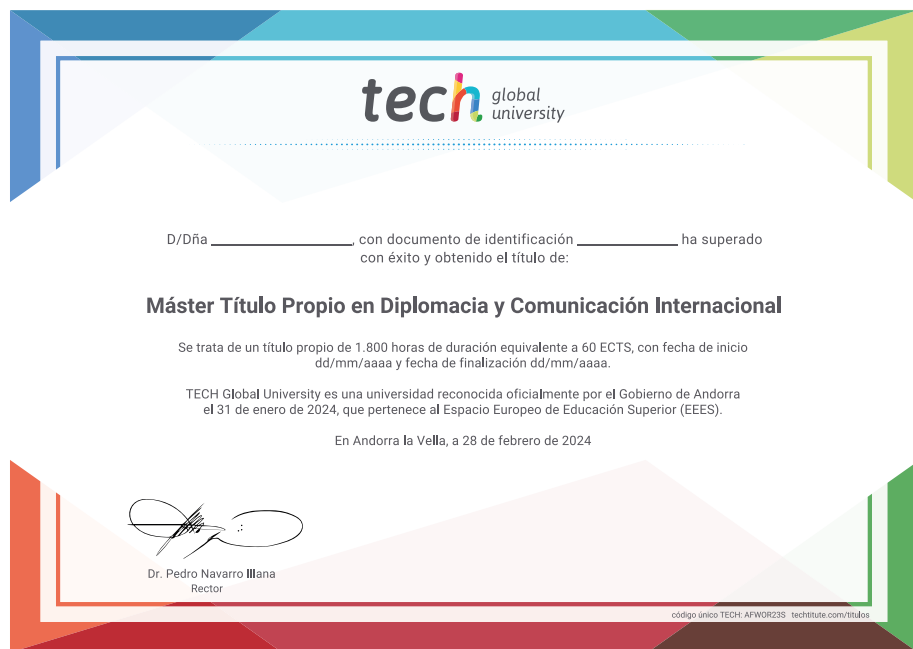 tech global university
D/Dña ______________, con documento de identificación __________ ha superado
con éxito y obtenido el título de:
Máster Título Propio en Diplomacia y Comunicación Internacional
Se trata de un título propio de 1.800 horas de duración equivalente a 60 ECTS, con fecha de inicio
dd/mm/aaaa y fecha de finalización dd/mm/aaaa.
TECH Global University es una universidad reconocida oficialmente por el Gobierno de Andorra
el 31 de enero de 2024, que pertenece al Espacio Europeo de Educación Superior (EEES).
En Andorra la Vella, a 28 de febrero de 2024
Dr. Pedro Navarro Illana
Rector
código único TECH: AFWOR23S techtitute.com/titulos